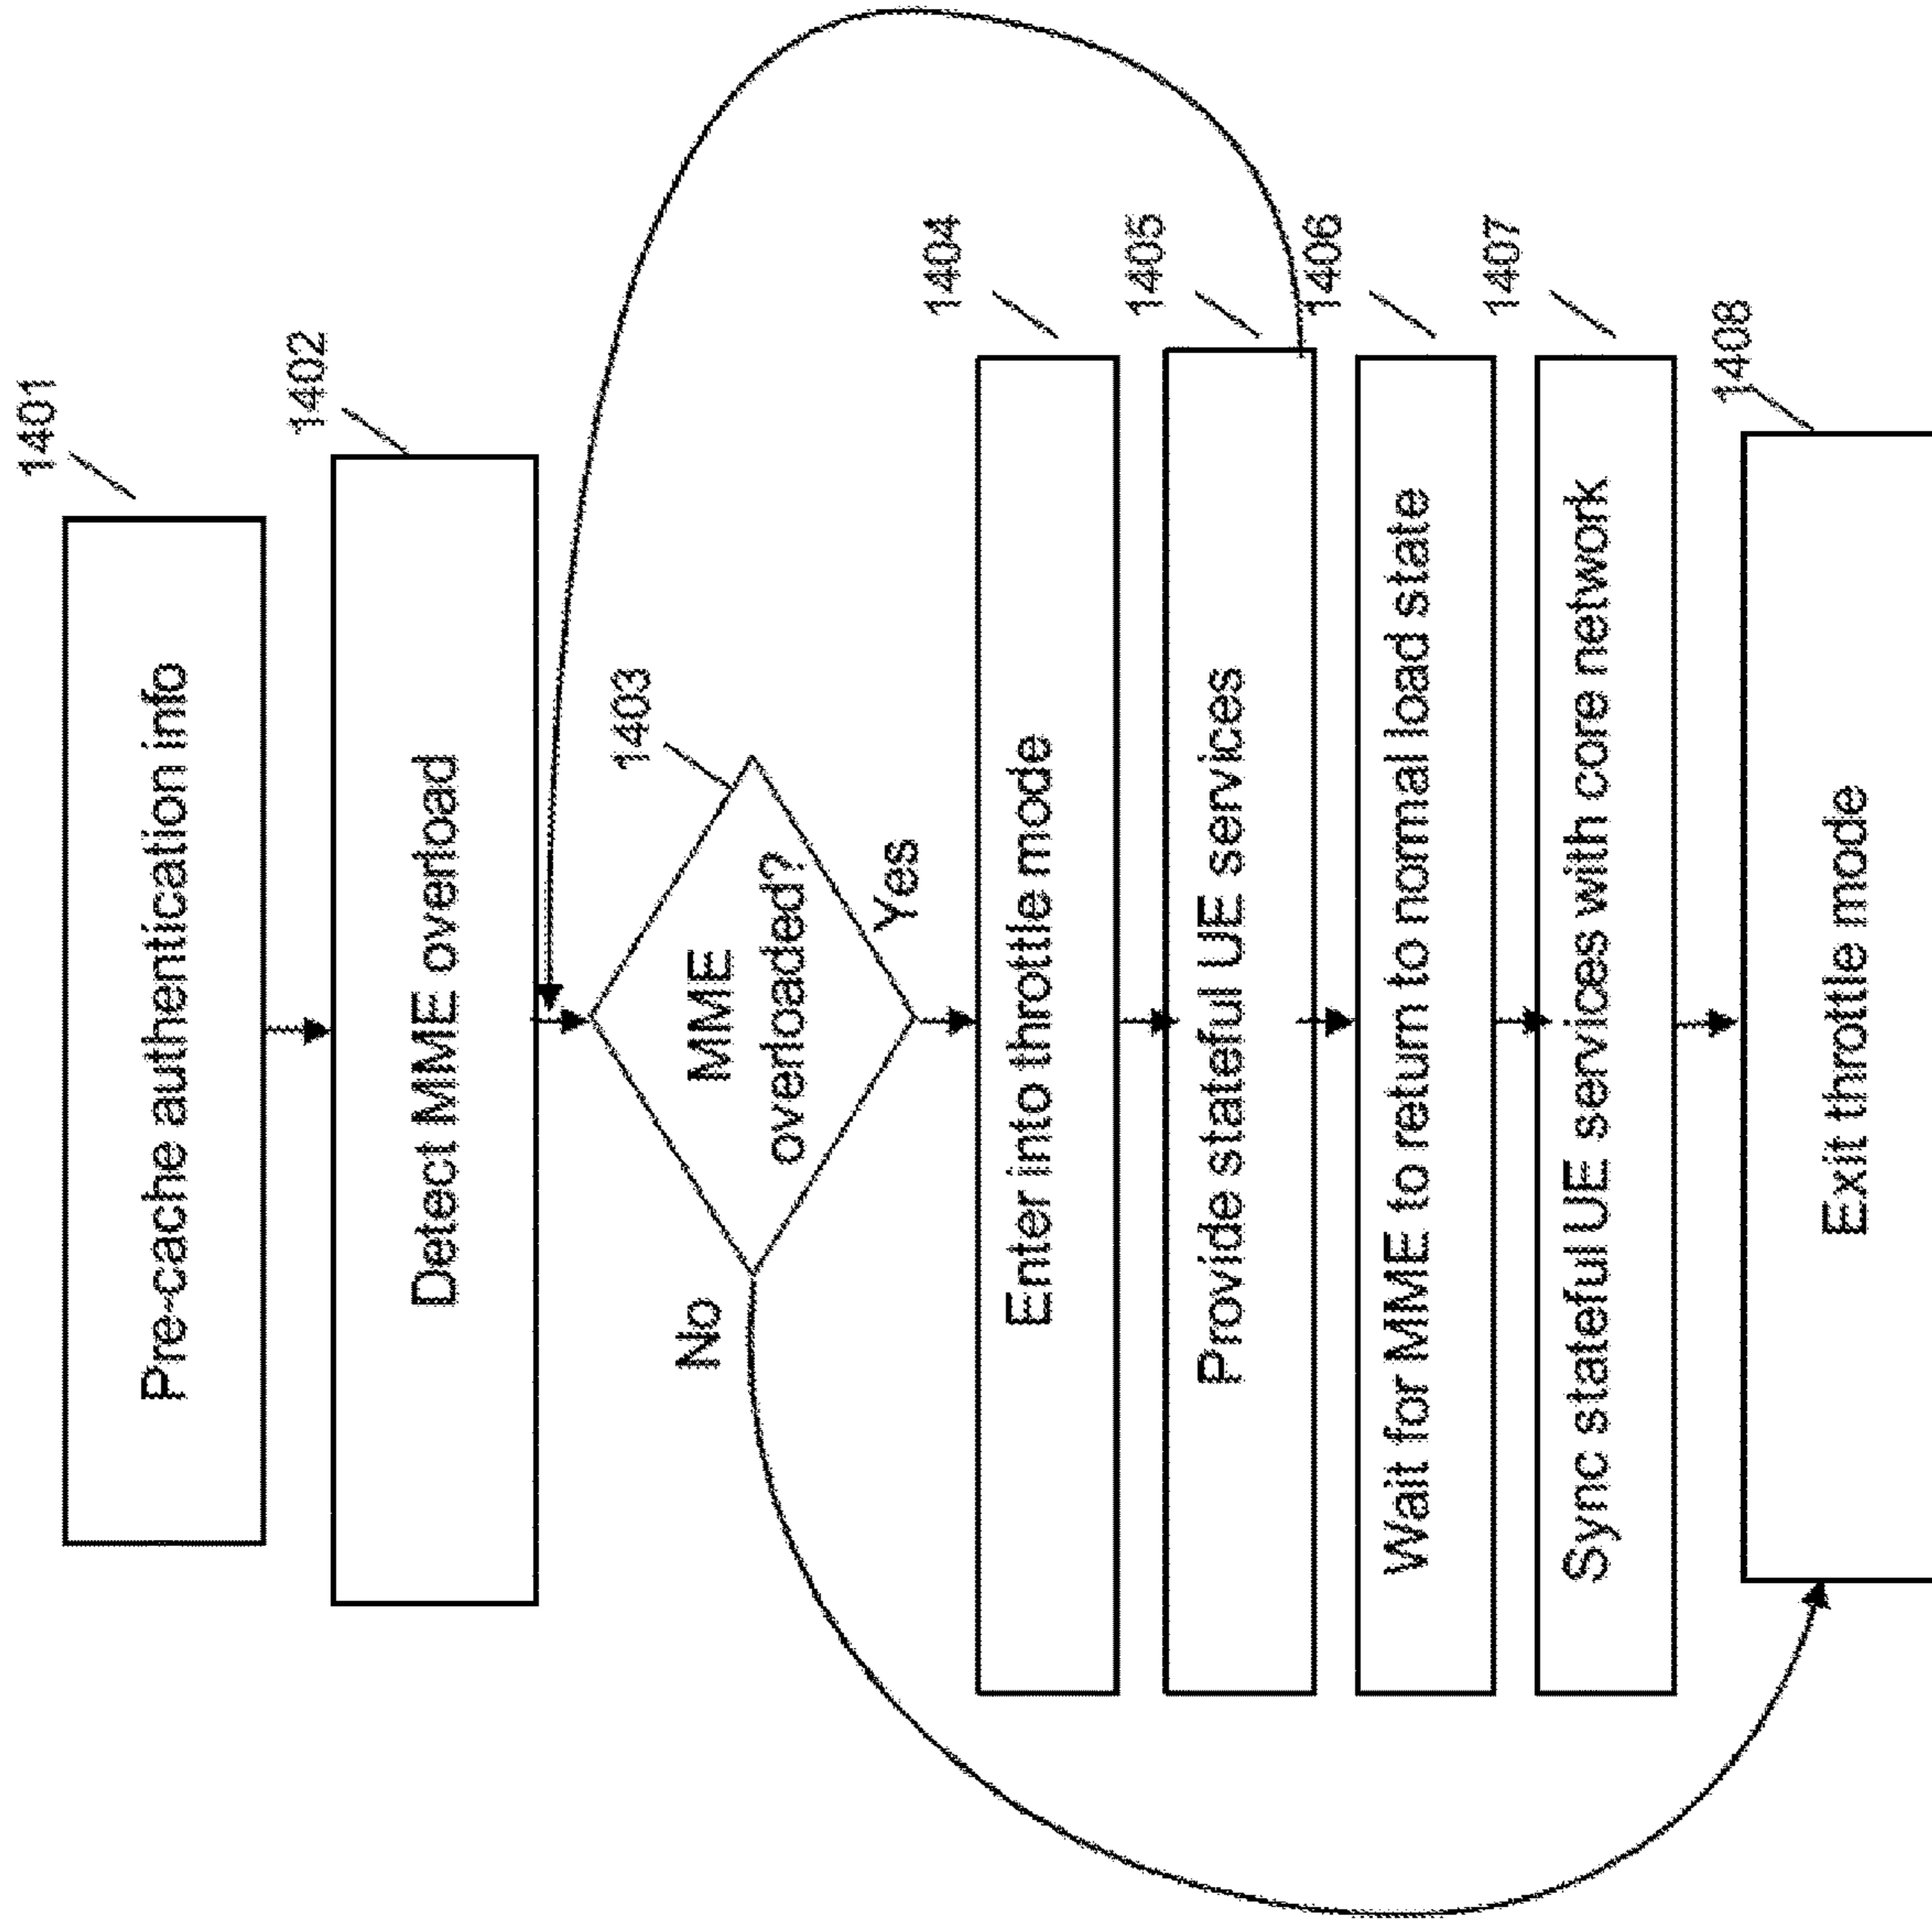 1401
Pre-cache authentication info
1402
Detect MME overload
1403
MME
overloaded?
No
Yes
1404
Enter into throttle mode
1405
Provide stateful UE services
1406
Wait for MME to return to normal load state
1407
Sync stateful UE services with core network
1408
Exit throttle mode